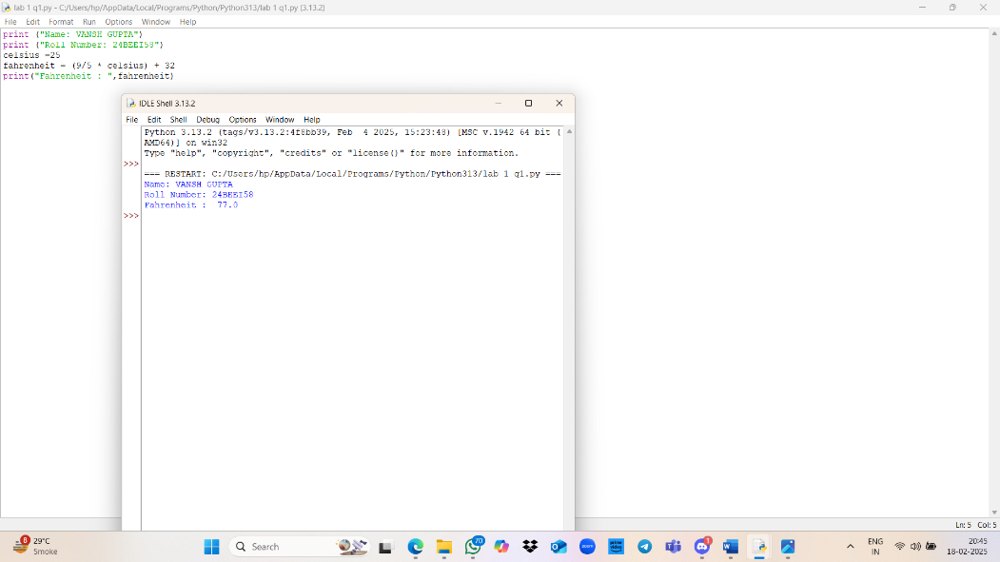 lab 1 q1.py - C:/Users/hp/AppData/Local/Programs/Python/Python313/lab 1 q1.py (3.13.2)
File Edit Format Run Options Window Help
print ("Name: VANSH GUPTA")
print ("Roll Number: 24BEEI58")
celsius =25
fahrenheit = (9/5 * celsius) + 32
print("Fahrenheit : ",fahrenheit)
IDLE Shell 3.13.2
File Edit Shell Debug Options Window Help
Python 3.13.2 (tags/v3.13.2:4f8bb39, Feb  4 2025, 15:23:48) [MSC v.1942 64 bit (
AMD64)] on win32
Type "help", "copyright", "credits" or "license()" for more information.
>>>
=== RESTART: C:/Users/hp/AppData/Local/Programs/Python/Python313/lab 1 q1.py ===
Name: VANSH GUPTA
Roll Number: 24BEEI58
Fahrenheit :  77.0
>>>
Ln: 5 Col: 5
8
29°C
Smoke
Search
70
zoom
prime video
1
W
ENG
IN
20:45
18-02-2025